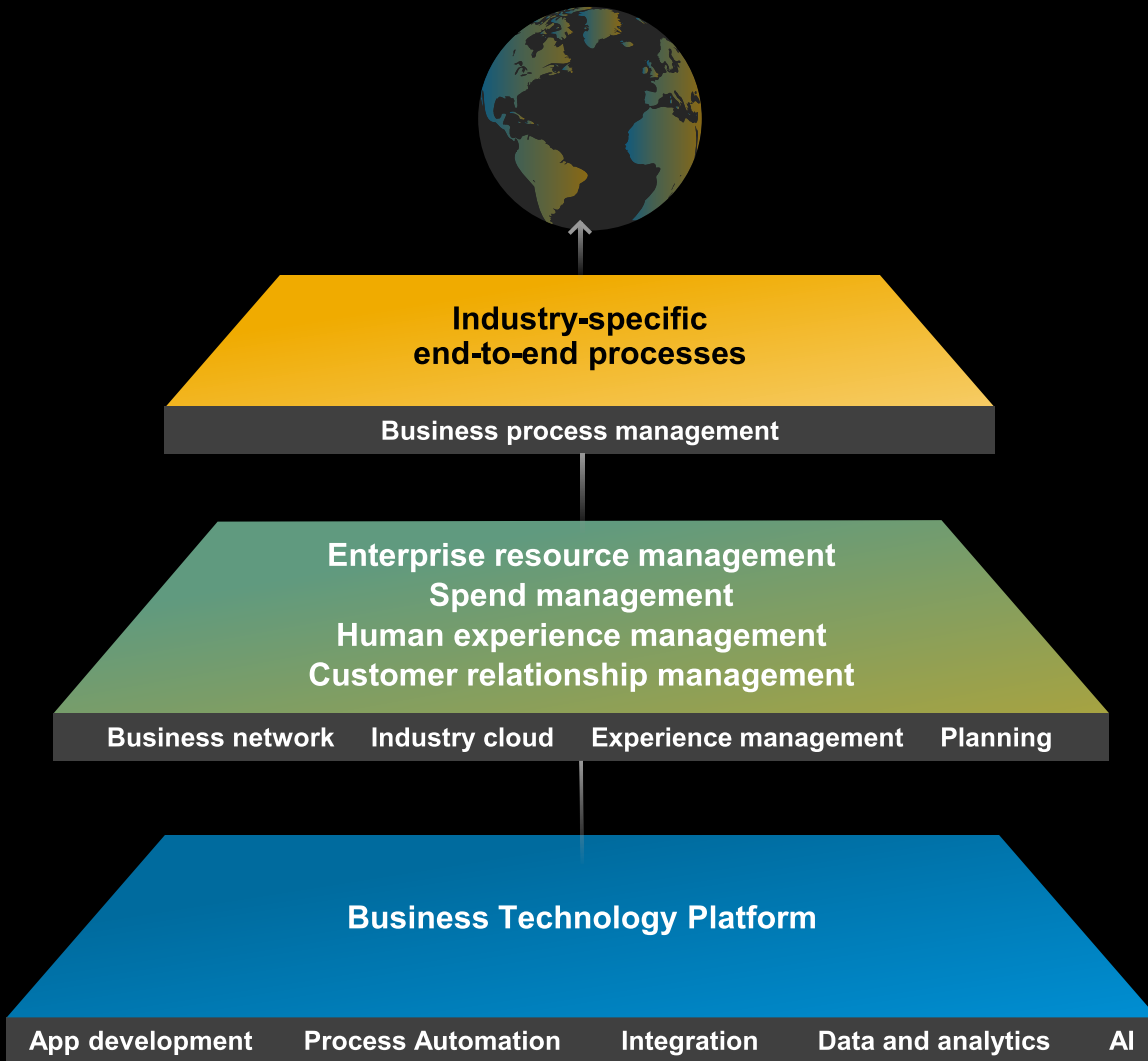 Industry-specific
end-to-end processes
Business process management
Enterprise resource management
Spend management
Human experience management
Customer relationship management
Business network Industry cloud Experience management Planning
Business Technology Platform
App development Process Automation Integration Data and analytics AI